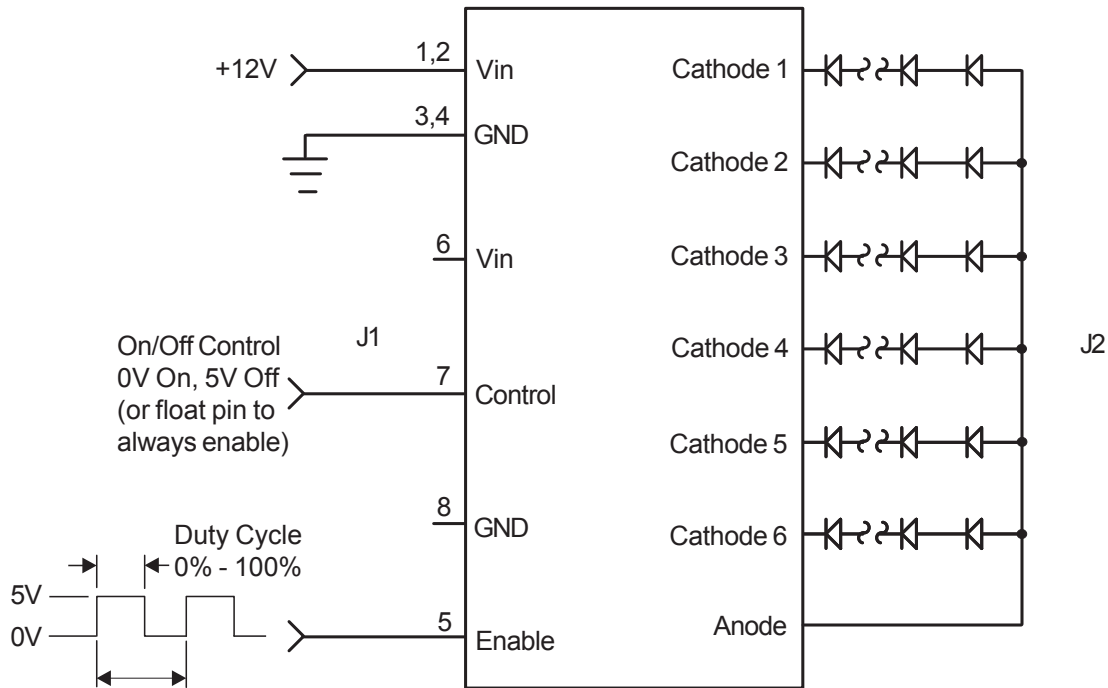 +12V
1,2
Vin
3,4
GND
6
Vin
J1
On/Off Control
0V On, 5V Off
(or float pin to
always enable)
7
Control
8
GND
Duty Cycle
0% - 100%
5V
0V
5
Enable
Cathode 1
Cathode 2
Cathode 3
Cathode 4
Cathode 5
Cathode 6
Anode
J2